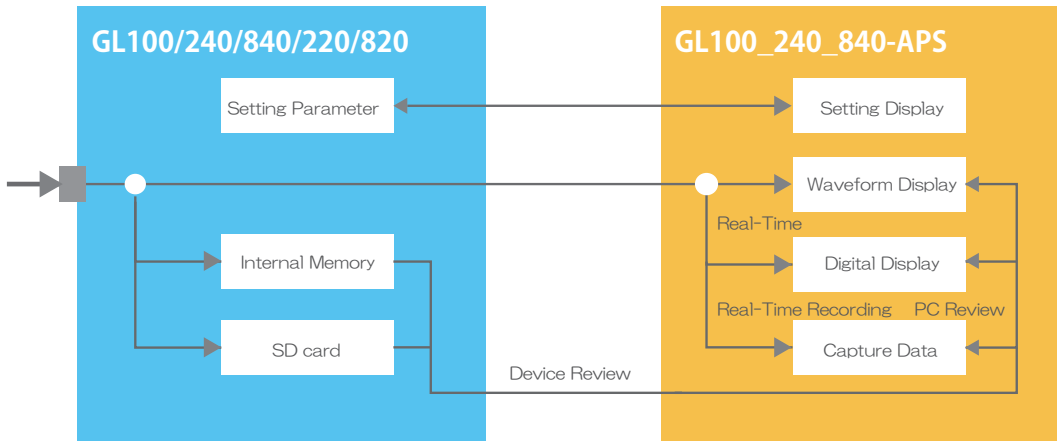 GL100/240/840/220/820
GL100_240_840-APS
Setting Parameter
Setting Display
Waveform Display
Real-Time
Internal Memory
Digital Display
Real-Time Recording
PC Review
SD card
Capture Data
Device Review